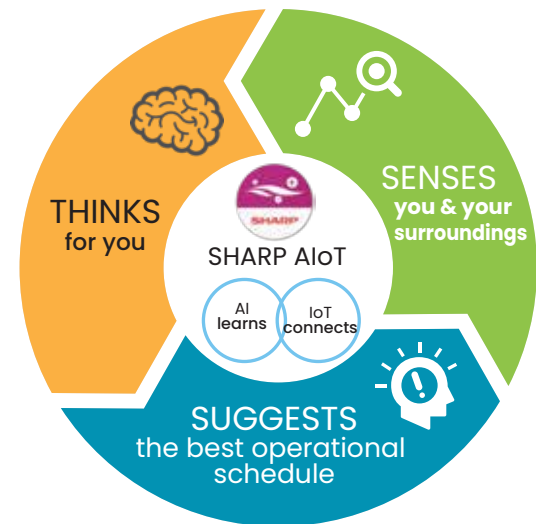 THINKS
for you
SENSES
you & your
surroundings
SHARP
SHARP AIoT
AI
learns
IoT
connects
SUGGESTS
the best operational
schedule